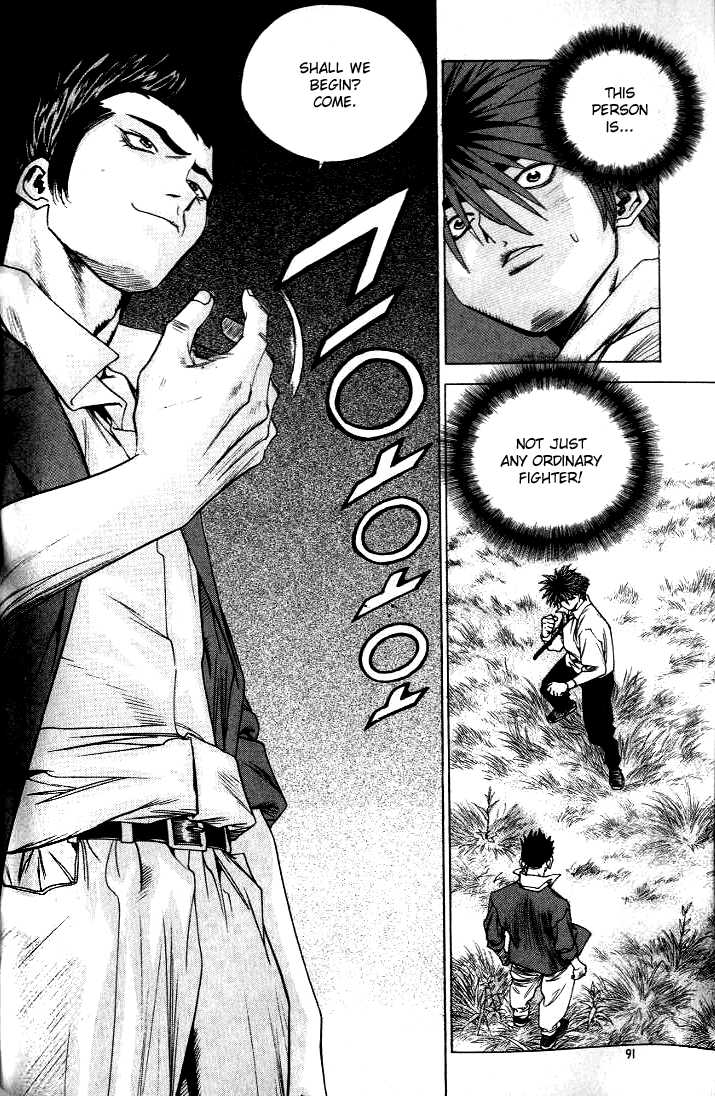 SHALL WE
BEGIN?
COME.
THIS
PERSON
IS...
NOT JUST
ANY ORDINARY
FIGHTER!
91